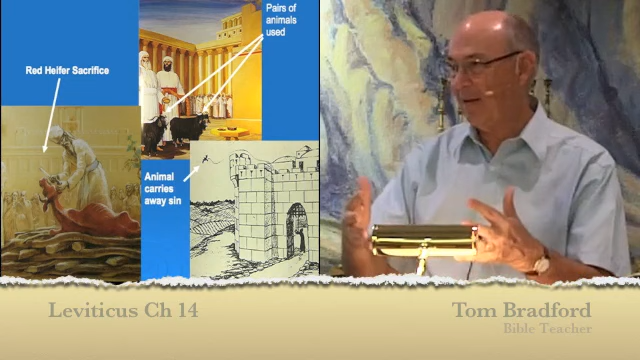 Pairs of
animals
used
Red Heifer Sacrifice
Animal
carries
away sin
Leviticus Ch 14
Tom Bradford
Bible Teacher